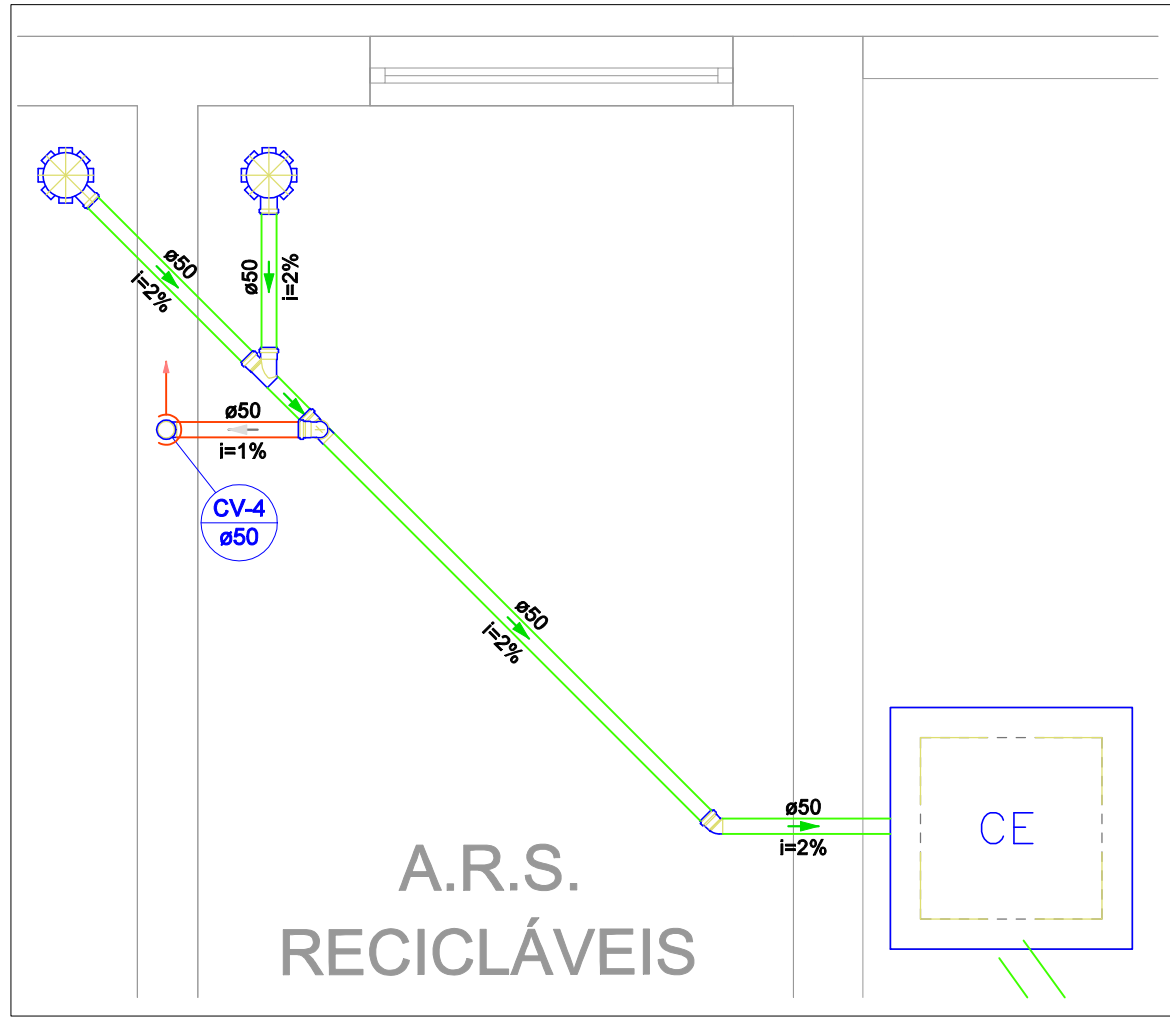 ø50
i=2%
ø50
i=2%
ø50
i=1%
CV-4
ø50
ø50
i=2%
ø50
i=2%
CE
A.R.S.
RECICLÁVEIS